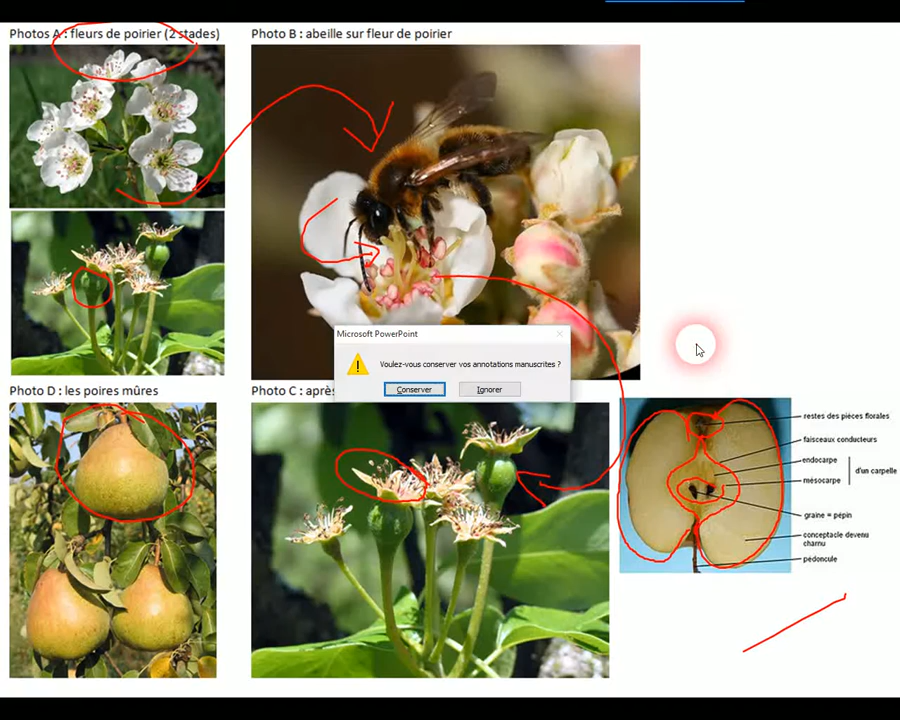 Photos A : fleurs de poirier (2 stades)
Photo B : abeille sur fleur de poirier
Microsoft PowerPoint
Voulez-vous conserver vos annotations manuscrites ?
Conserver
Ignorer
Photo D : les poires mûres
Photo C : après
restes des pièces florales
faisceaux conducteurs
endocarpe
mésocarpe
d'un carpelle
graine = pépin
conceptacle devenu
charnu
pédoncule